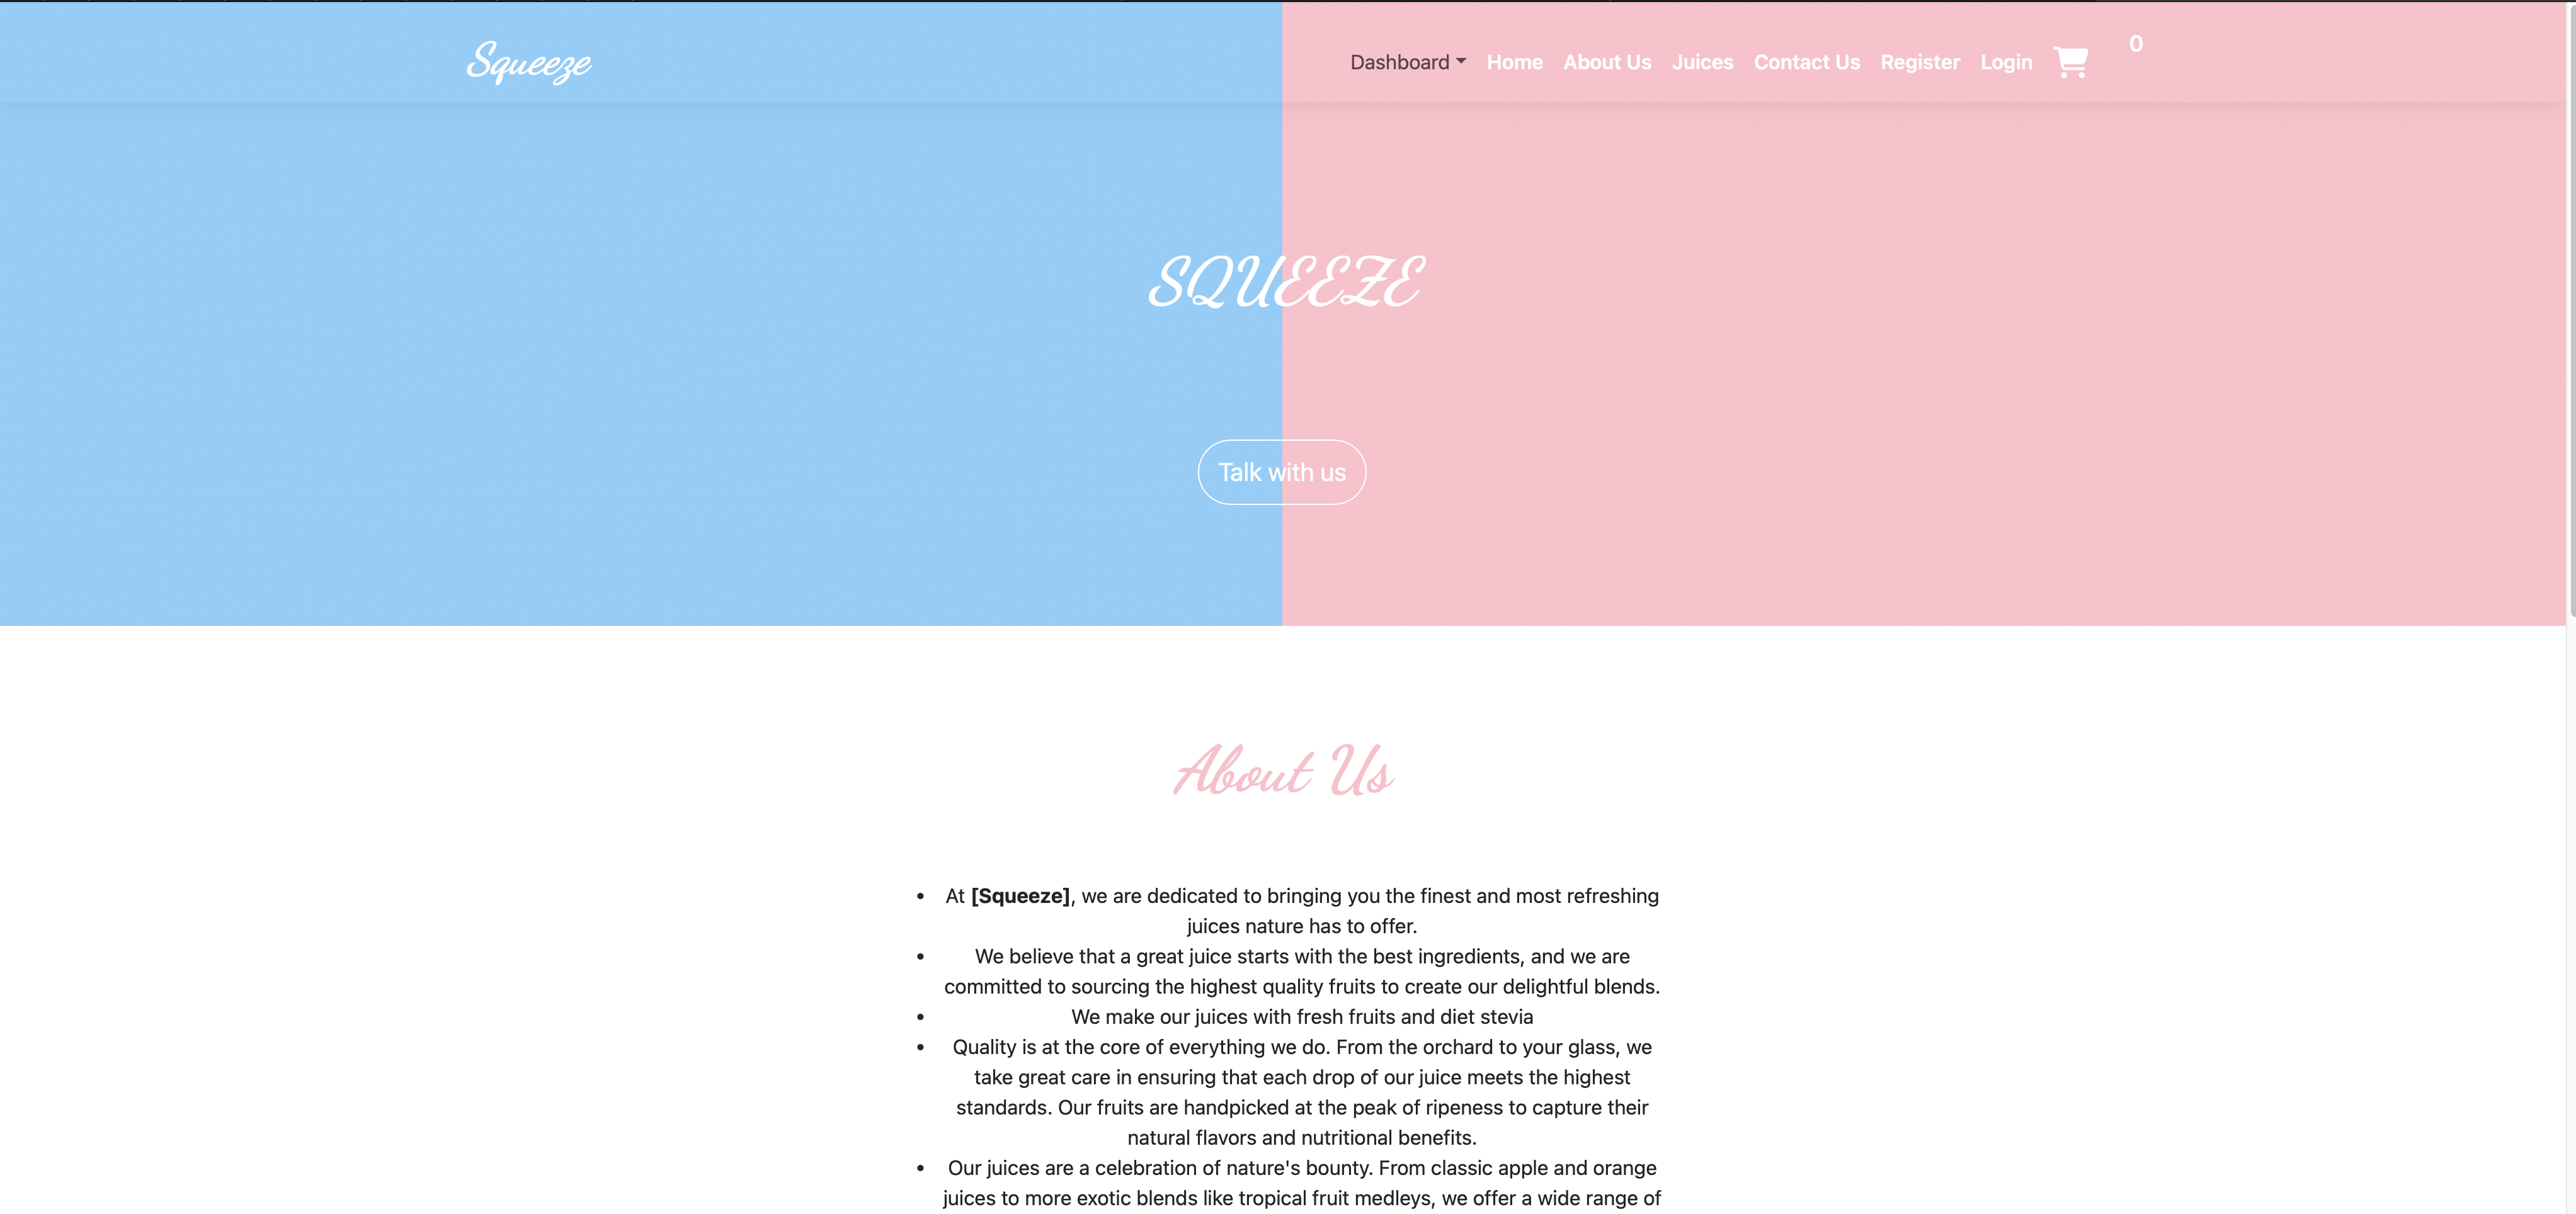 Squeeze
Dashboard Home About Us Juices Contact Us Register Login 0
SQUEEZE
Talk with us
About Us
• At [Squeeze], we are dedicated to bringing you the finest and most refreshing
juices nature has to offer.
• We believe that a great juice starts with the best ingredients, and we are
committed to sourcing the highest quality fruits to create our delightful blends.
• We make our juices with fresh fruits and diet stevia
• Quality is at the core of everything we do. From the orchard to your glass, we
take great care in ensuring that each drop of our juice meets the highest
standards. Our fruits are handpicked at the peak of ripeness to capture their
natural flavors and nutritional benefits.
• Our juices are a celebration of nature's bounty. From classic apple and orange
juices to more exotic blends like tropical fruit medleys, we offer a wide range of